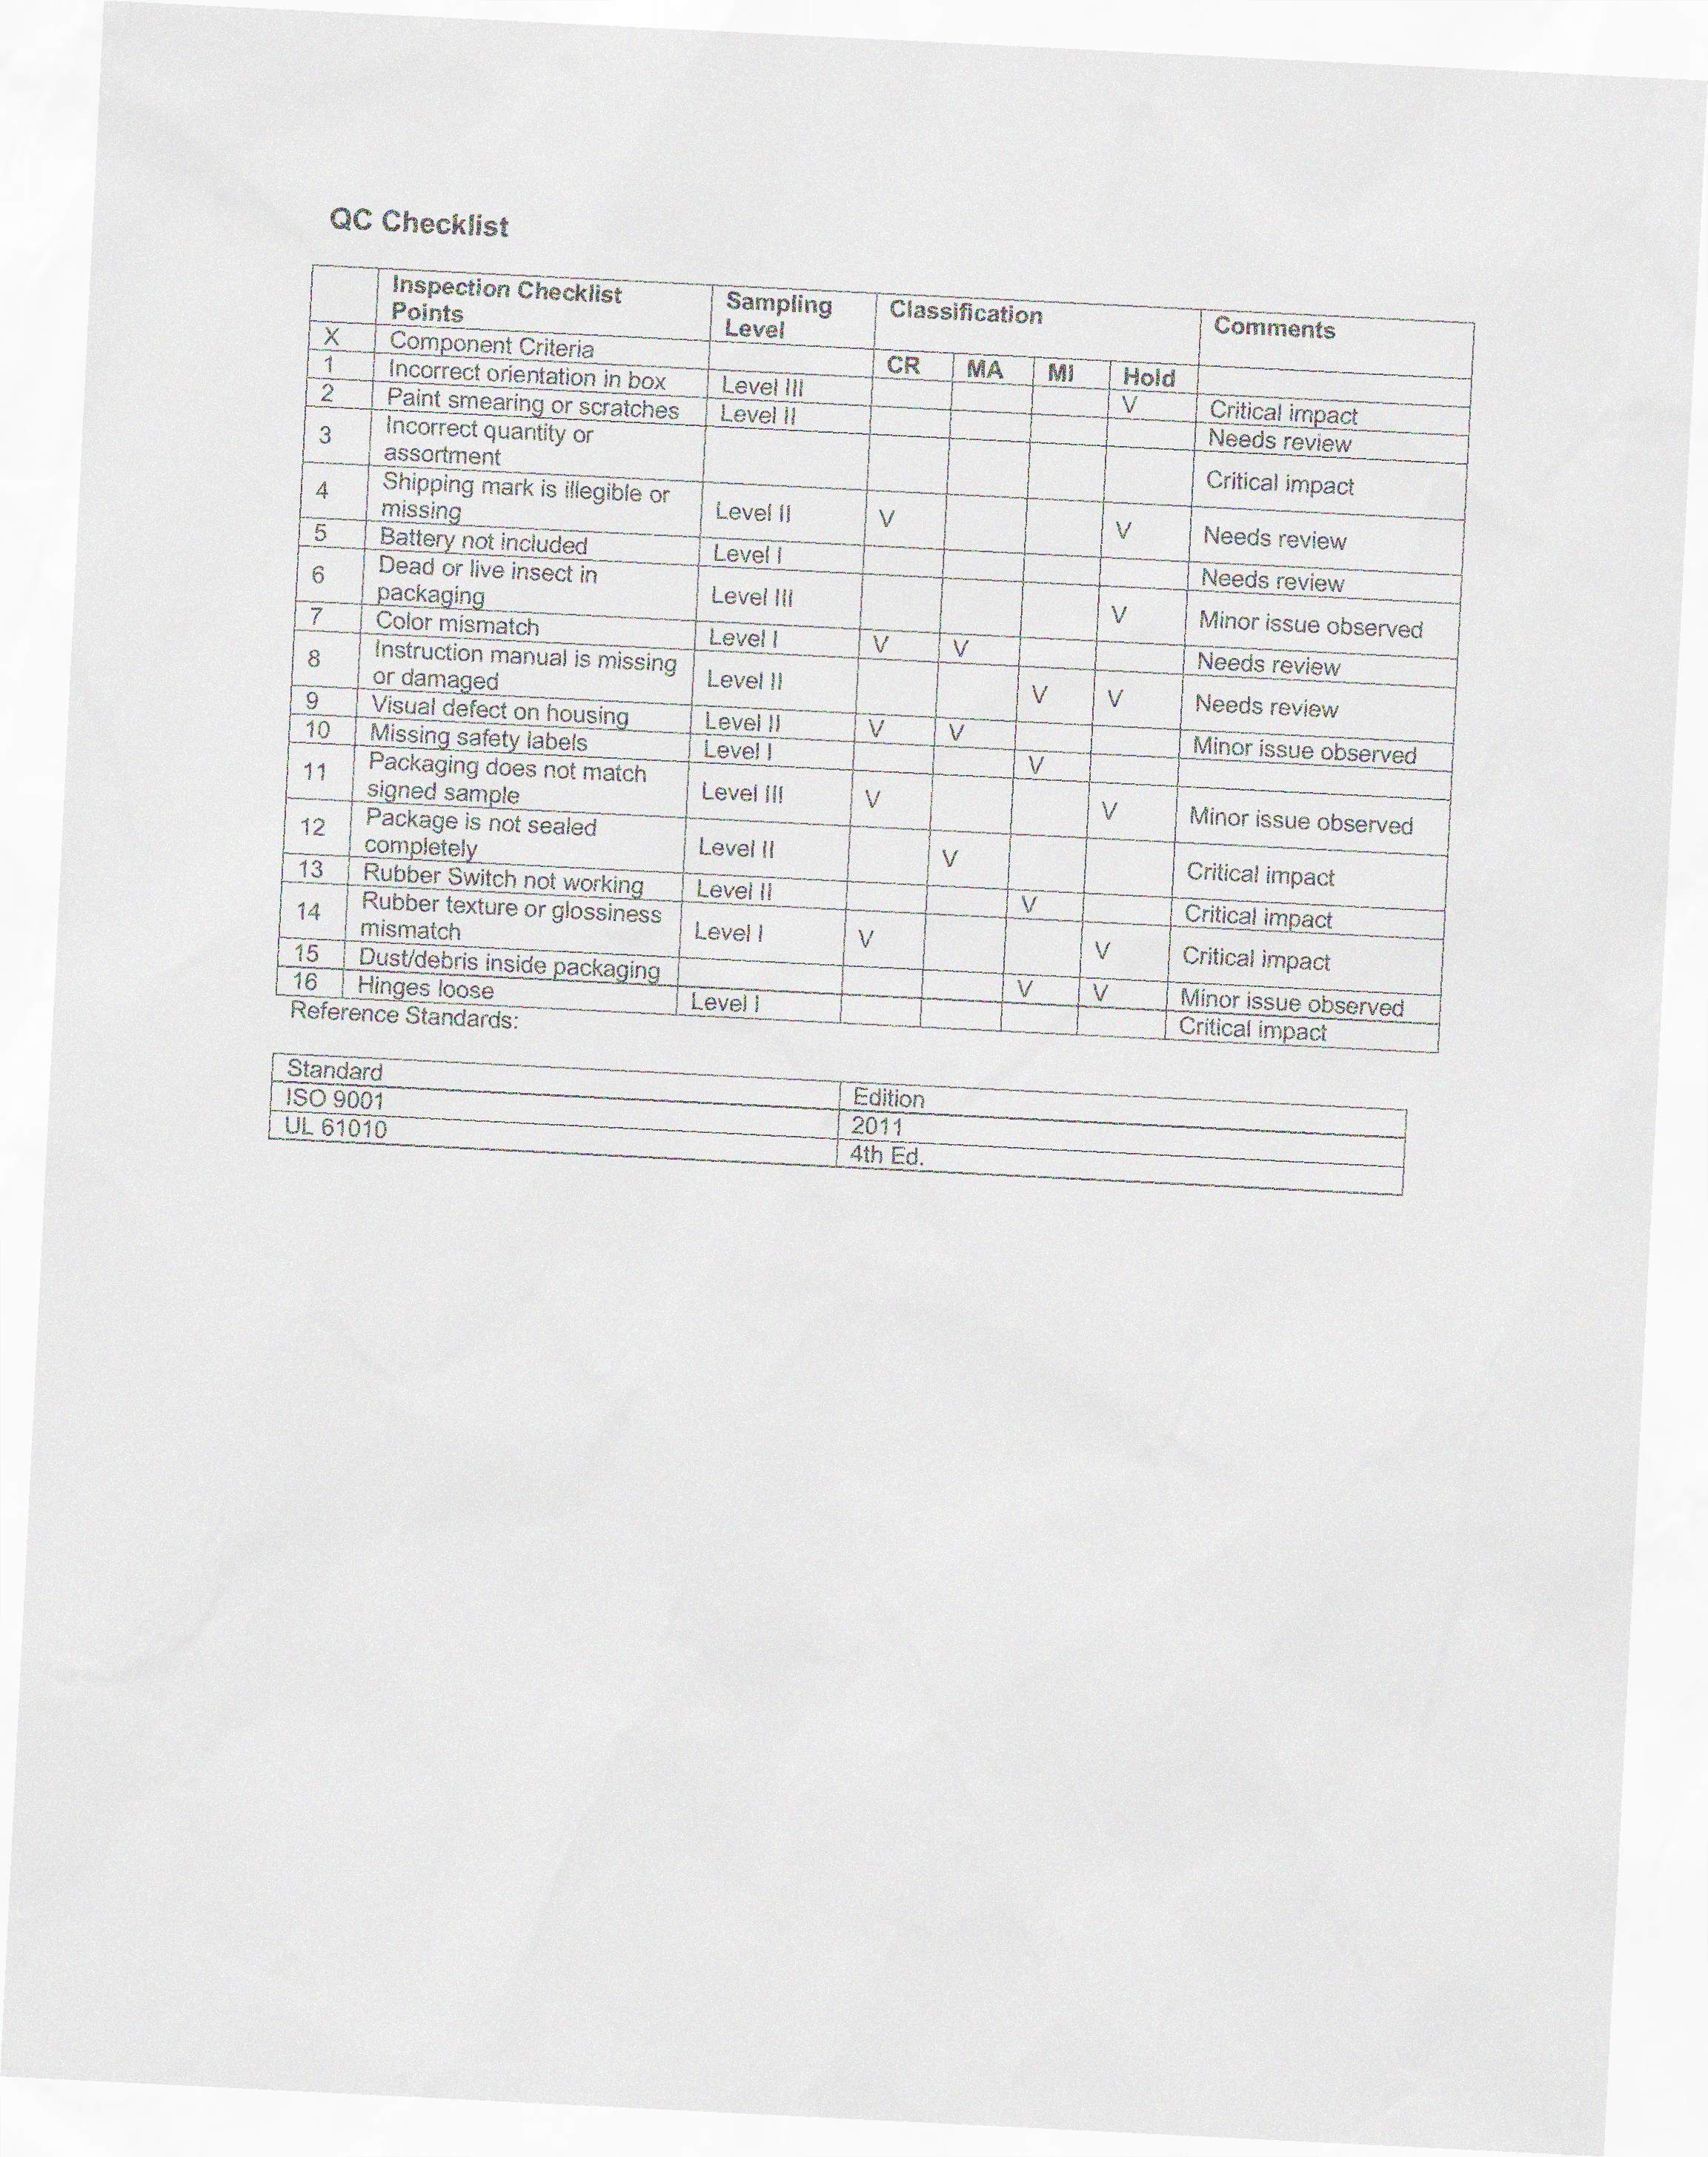 QC Checklist
Inspection Checklist Points Sampling Level Classification Comments
X Component Criteria CR MA MI Hold
1 Incorrect orientation in box Level III V Critical impact
2 Paint smearing or scratches Level II Needs review
3 Incorrect quantity or assortment Critical impact
4 Shipping mark is illegible or missing Level II V V Needs review
5 Battery not included Level I Needs review
6 Dead or live insect in packaging Level III V Minor issue observed
7 Color mismatch Level I V V Needs review
8 Instruction manual is missing or damaged Level II V V Needs review
9 Visual defect on housing Level II V V Minor issue observed
10 Missing safety labels Level I V
11 Packaging does not match signed sample Level III V V Minor issue observed
12 Package is not sealed completely Level II V Critical impact
13 Rubber Switch not working Level II V Critical impact
14 Rubber texture or glossiness mismatch Level I V V Critical impact
15 Dust/debris inside packaging V V Minor issue observed
16 Hinges loose Level I Critical impact
Reference Standards:
Standard Edition
ISO 9001 2011
UL 61010 4th Ed.